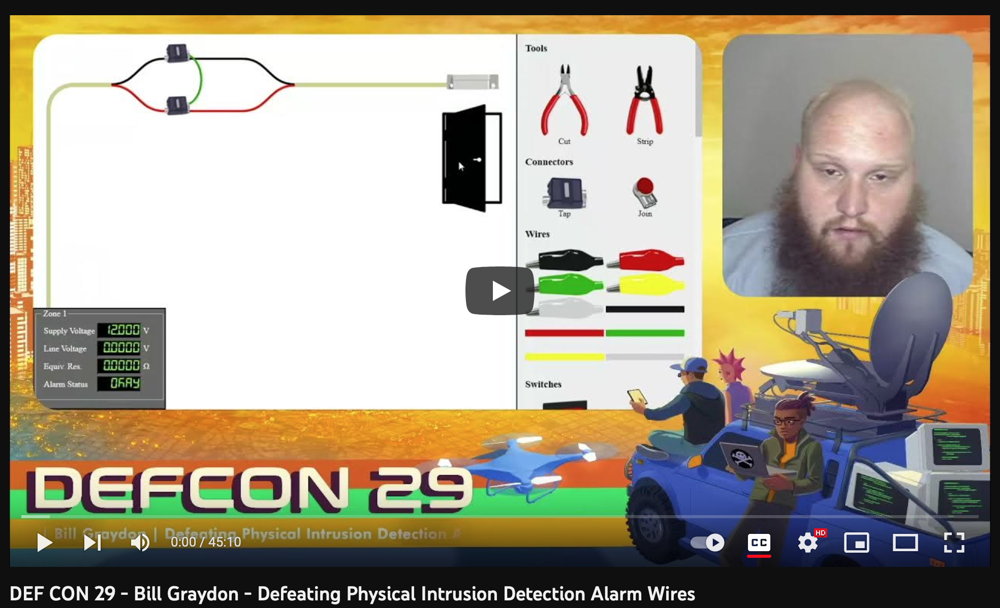 Tools
Cut
Strip
Connectors
Tap
Join
Wires
Switches
Zone 1
Supply Voltage 12.000 V
Line Voltage 0.0000 V
Equiv. Res. 0.0000 Ω
Alarm Status OKAY
DEFCON 29
| Bill Graydon | Defeating Physical Intrusion Detection A
0:00 / 45:10
CC
HD
DEF CON 29 - Bill Graydon - Defeating Physical Intrusion Detection Alarm Wires